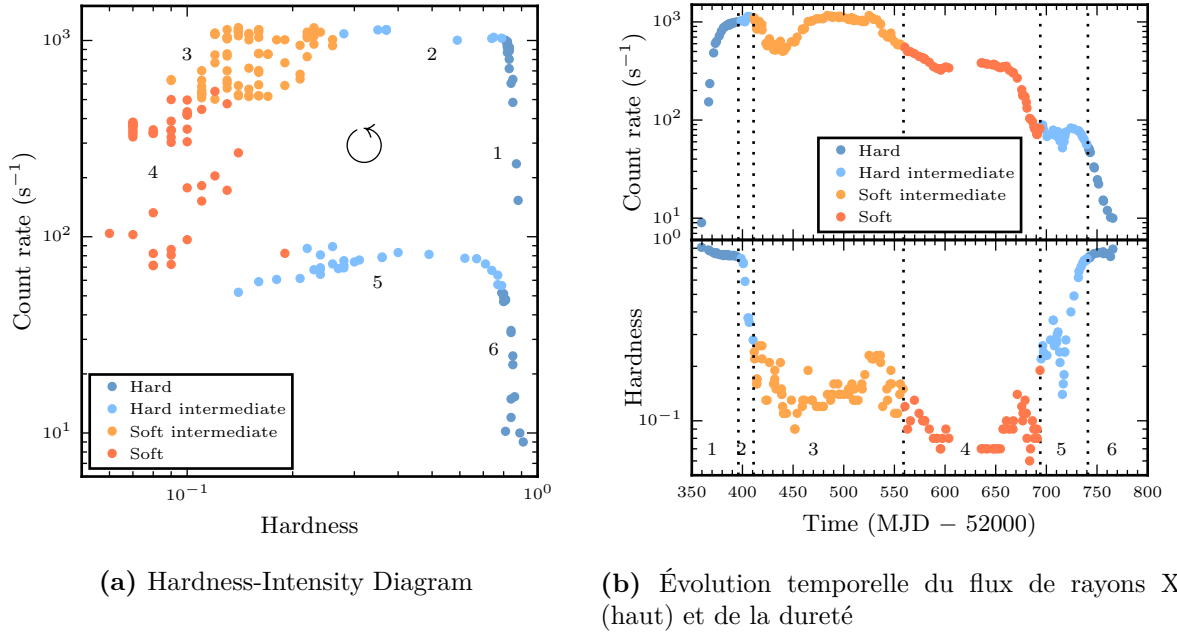 10³
10²
10¹
10⁻¹
10⁰
Count rate (s⁻¹)
Hardness
3
2
1
4
5
6
Hard
Hard intermediate
Soft intermediate
Soft
(a) Hardness-Intensity Diagram
10³
10²
10¹
10⁰
Count rate (s⁻¹)
Hard
Hard intermediate
Soft intermediate
Soft
10⁻¹
Hardness
1 2 3 4 5 6
350 400 450 500 550 600 650 700 750 800
Time (MJD − 52000)
(b) Évolution temporelle du flux de rayons X
(haut) et de la dureté